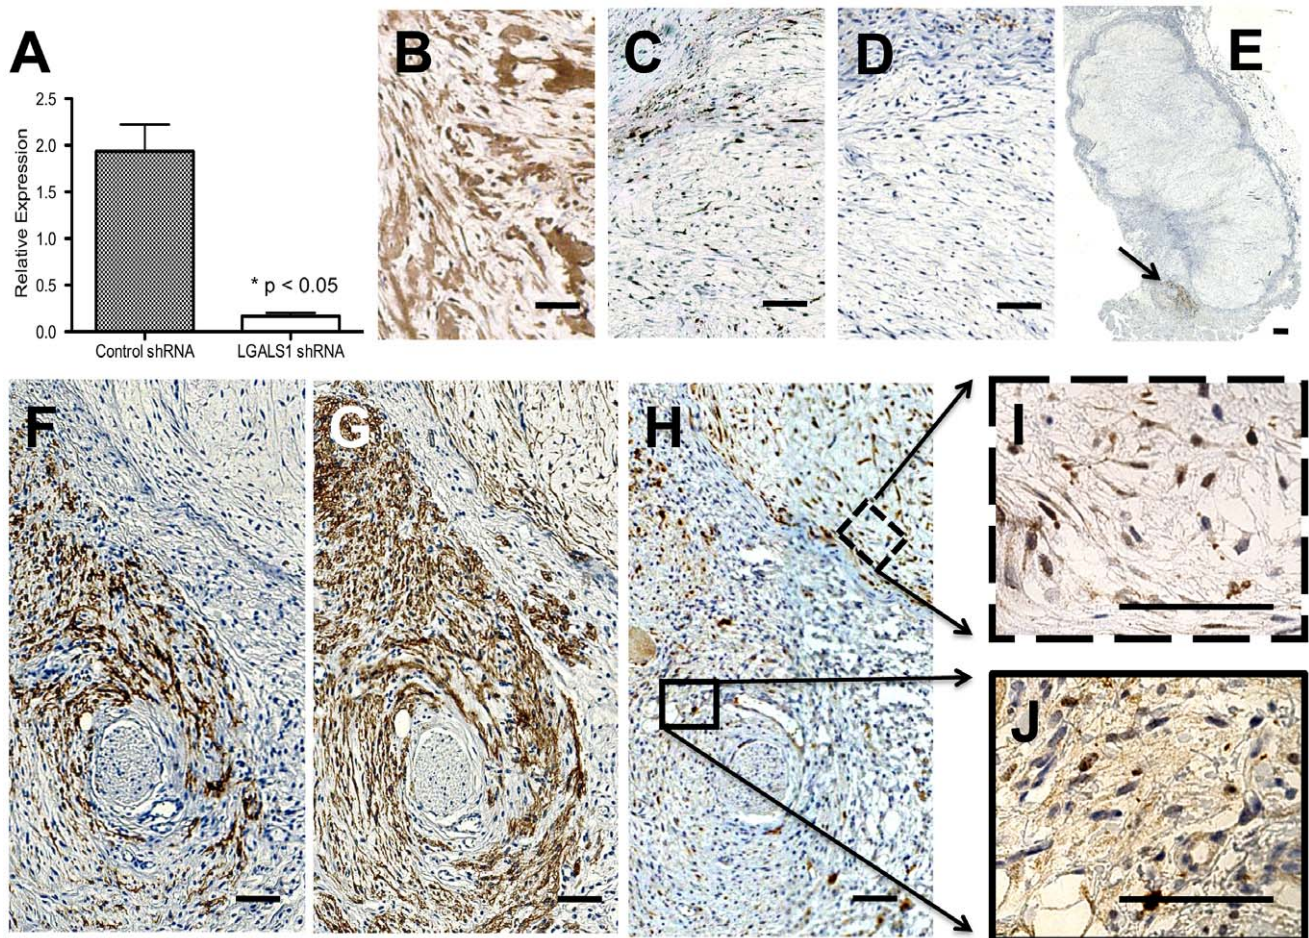 A
B
C
D
E
2.5
2.0
1.5
1.0
0.5
0.0
Relative Expression
* p < 0.05
Control shRNA
LGALS1 shRNA
F
G
H
I
J